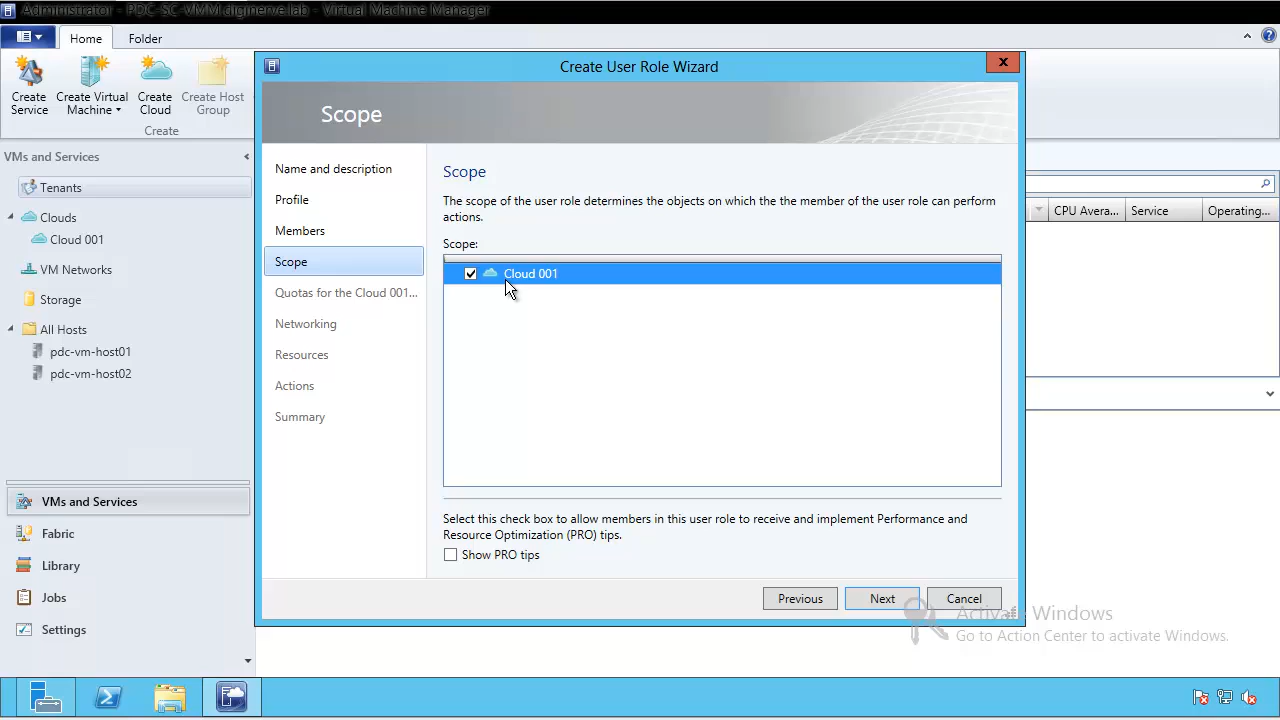 Administrator - PDC-SC-VMM.diginerve.lab - Virtual Machine Manager
Home
Folder
Create
Service
Create Virtual
Machine
Create
Cloud
Create Host
Group
Create
VMs and Services
Tenants
Clouds
Cloud 001
VM Networks
Storage
All Hosts
pdc-vm-host01
pdc-vm-host02
VMs and Services
Fabric
Library
Jobs
Settings
Create User Role Wizard
Scope
Name and description
Profile
Members
Scope
Quotas for the Cloud 001...
Networking
Resources
Actions
Summary
Scope
The scope of the user role determines the objects on which the the member of the user role can perform
actions.
Scope:
Cloud 001
Select this check box to allow members in this user role to receive and implement Performance and
Resource Optimization (PRO) tips.
Show PRO tips
Previous
Next
Cancel
CPU Avera...
Service
Operating...
Activate Windows
Go to Action Center to activate Windows.